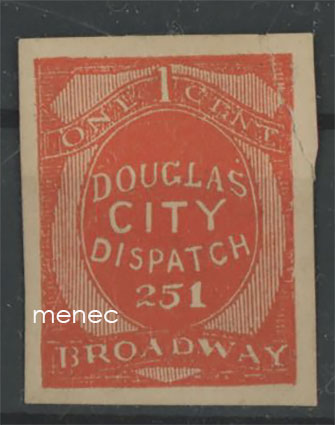 1
ONE CENT
DOUGLAS
CITY
DISPATCH
251
menec
BROADWAY